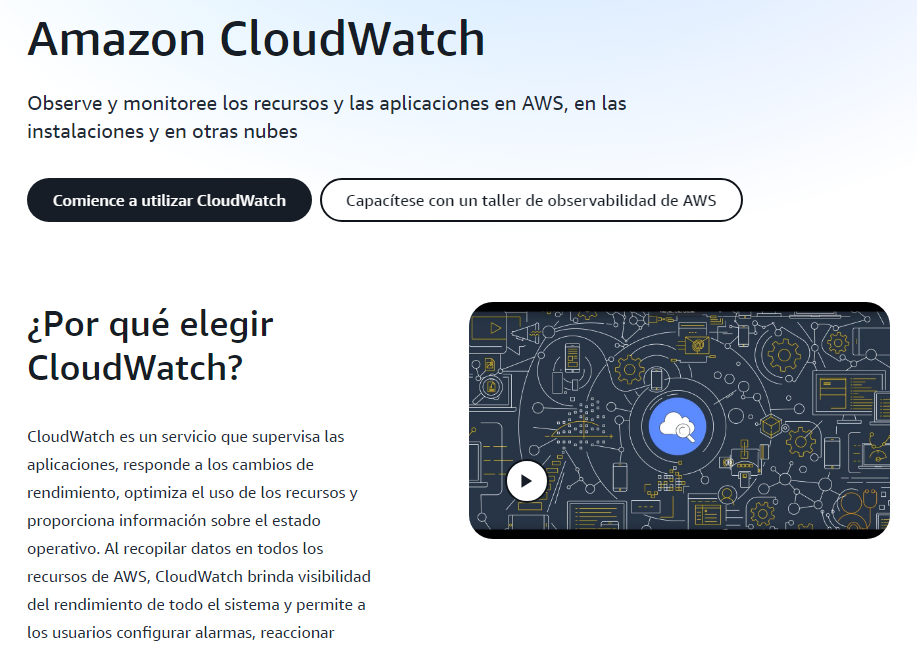 Amazon CloudWatch
Observe y monitoree los recursos y las aplicaciones en AWS, en las
instalaciones y en otras nubes
Comience a utilizar CloudWatch
Capacítese con un taller de observabilidad de AWS
¿Por qué elegir
CloudWatch?
CloudWatch es un servicio que supervisa las
aplicaciones, responde a los cambios de
rendimiento, optimiza el uso de los recursos y
proporciona información sobre el estado
operativo. Al recopilar datos en todos los
recursos de AWS, CloudWatch brinda visibilidad
del rendimiento de todo el sistema y permite a
los usuarios configurar alarmas, reaccionar